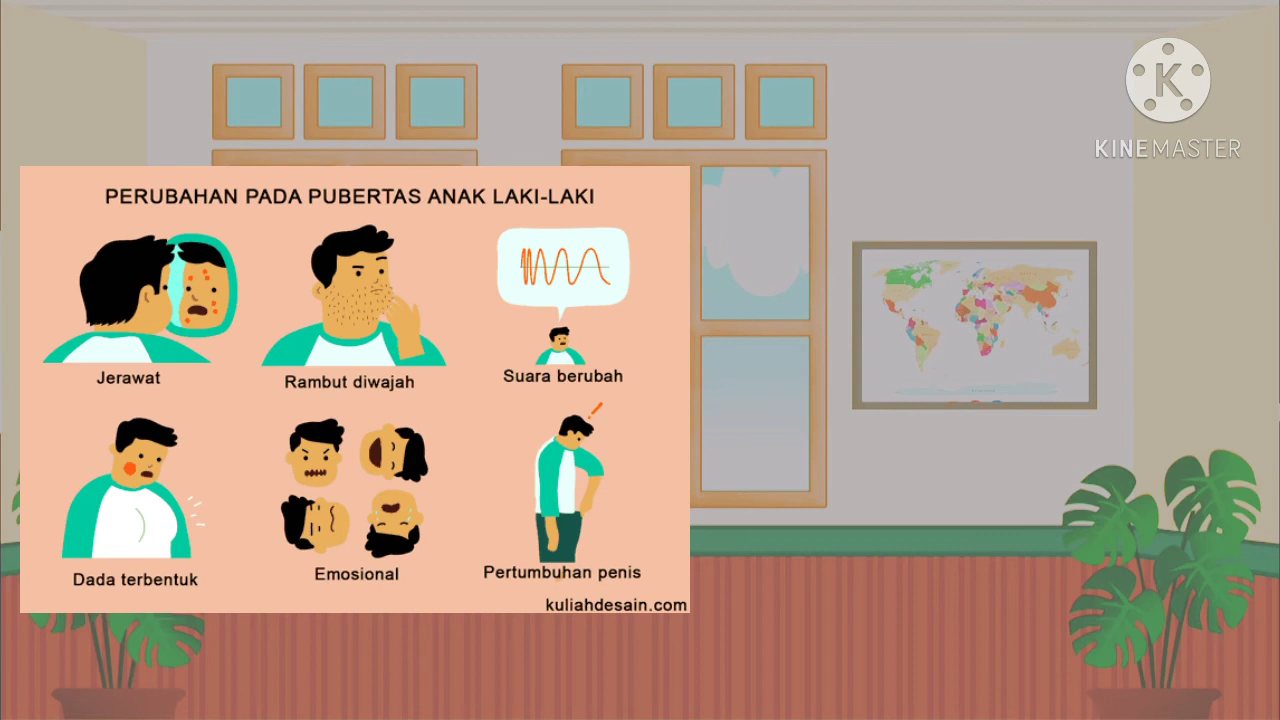 PERUBAHAN PADA PUBERTAS ANAK LAKI-LAKI
K
KINEMASTER
Jerawat
Rambut diwajah
Suara berubah
Dada terbentuk
Emosional
Pertumbuhan penis
kuliahdesain.com